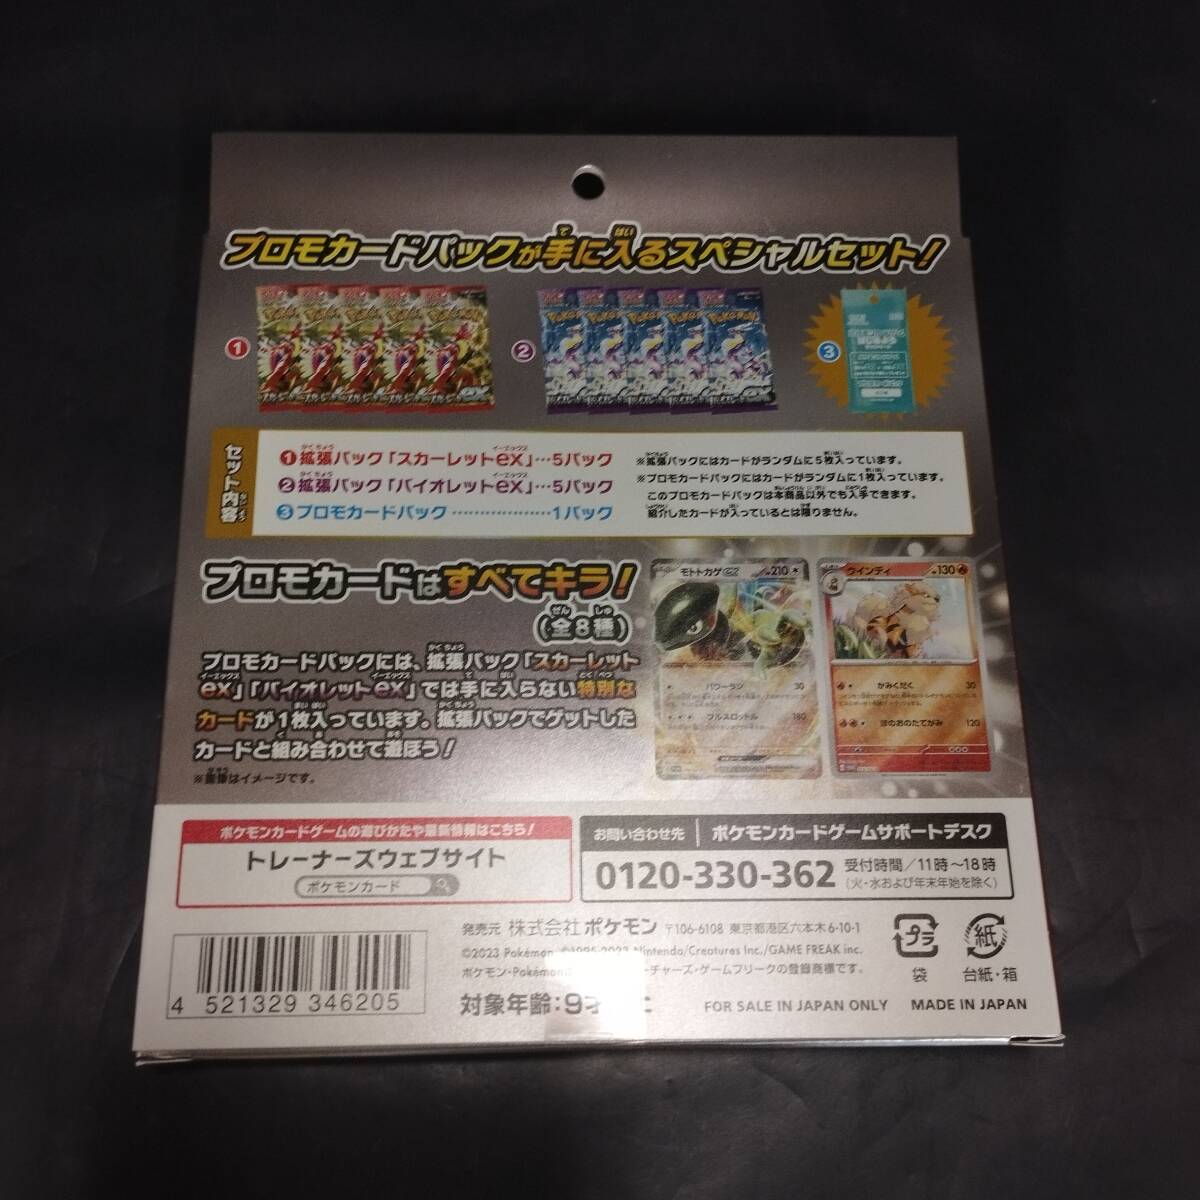 プロモカードパックが手に入るスペシャルセット!
1
2
3
セット内容
1 拡張パック「スカーレットex」…5パック
2 拡張パック「バイオレットex」…5パック
3 プロモカードパック ………………1パック
※拡張パックにはカードがランダムに5枚入っています。
※プロモカードパックにはカードがランダムに1枚入っています。
このプロモカードパックは本商品以外でも入手できます。
紹介したカードが入っているとは限りません。
プロモカードはすべてキラ!
(全8種)
プロモカードパックには、拡張パック「スカーレット
ex」「バイオレットex」では手に入らない特別な
カードが1枚入っています。拡張パックでゲットした
カードと組み合わせて遊ぼう!
※画像はイメージです。
モトトカゲex 210
パワーラン 30
フルスロットル 180
ウインディ 130
かみくだく 30
ほのおのたてがみ 120
ポケモンカードゲームの遊びかたや最新情報はこちら!
トレーナーズウェブサイト
ポケモンカード
お問い合わせ先 ポケモンカードゲームサポートデスク
0120-330-362 受付時間/11時~18時
(火・水および年末年始を除く)
発売元 株式会社ポケモン 〒106-6108 東京都港区六本木6-10-1
©2023 Pokémon. ©1995-2023 Nintendo/Creatures Inc./GAME FREAK inc.
ポケモン・Pokémon ーチャーズ・ゲームフリークの登録商標です。
対象年齢:9才 FOR SALE IN JAPAN ONLY MADE IN JAPAN
プラ
袋
紙
台紙・箱
4 521329 346205